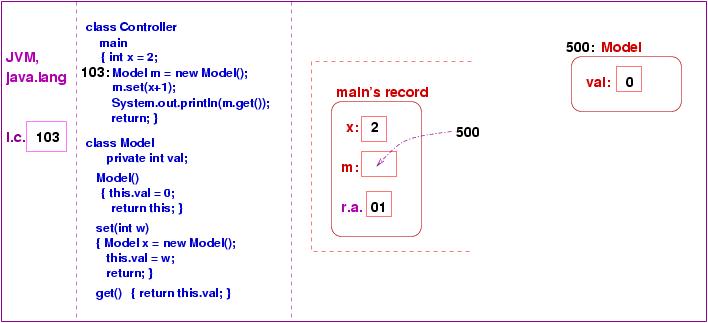 JVM,
java.lang
I.c. 103
class Controller
main
{ int x = 2;
103: Model m = new Model();
m.set(x+1);
System.out.println(m.get());
return; }
class Model
private int val;
Model()
{ this.val = 0;
return this; }
set(int w)
{ Model x = new Model();
this.val = w;
return; }
get() { return this.val; }
main's record
x: 2
m:
500
r.a. 01
500: Model
val: 0